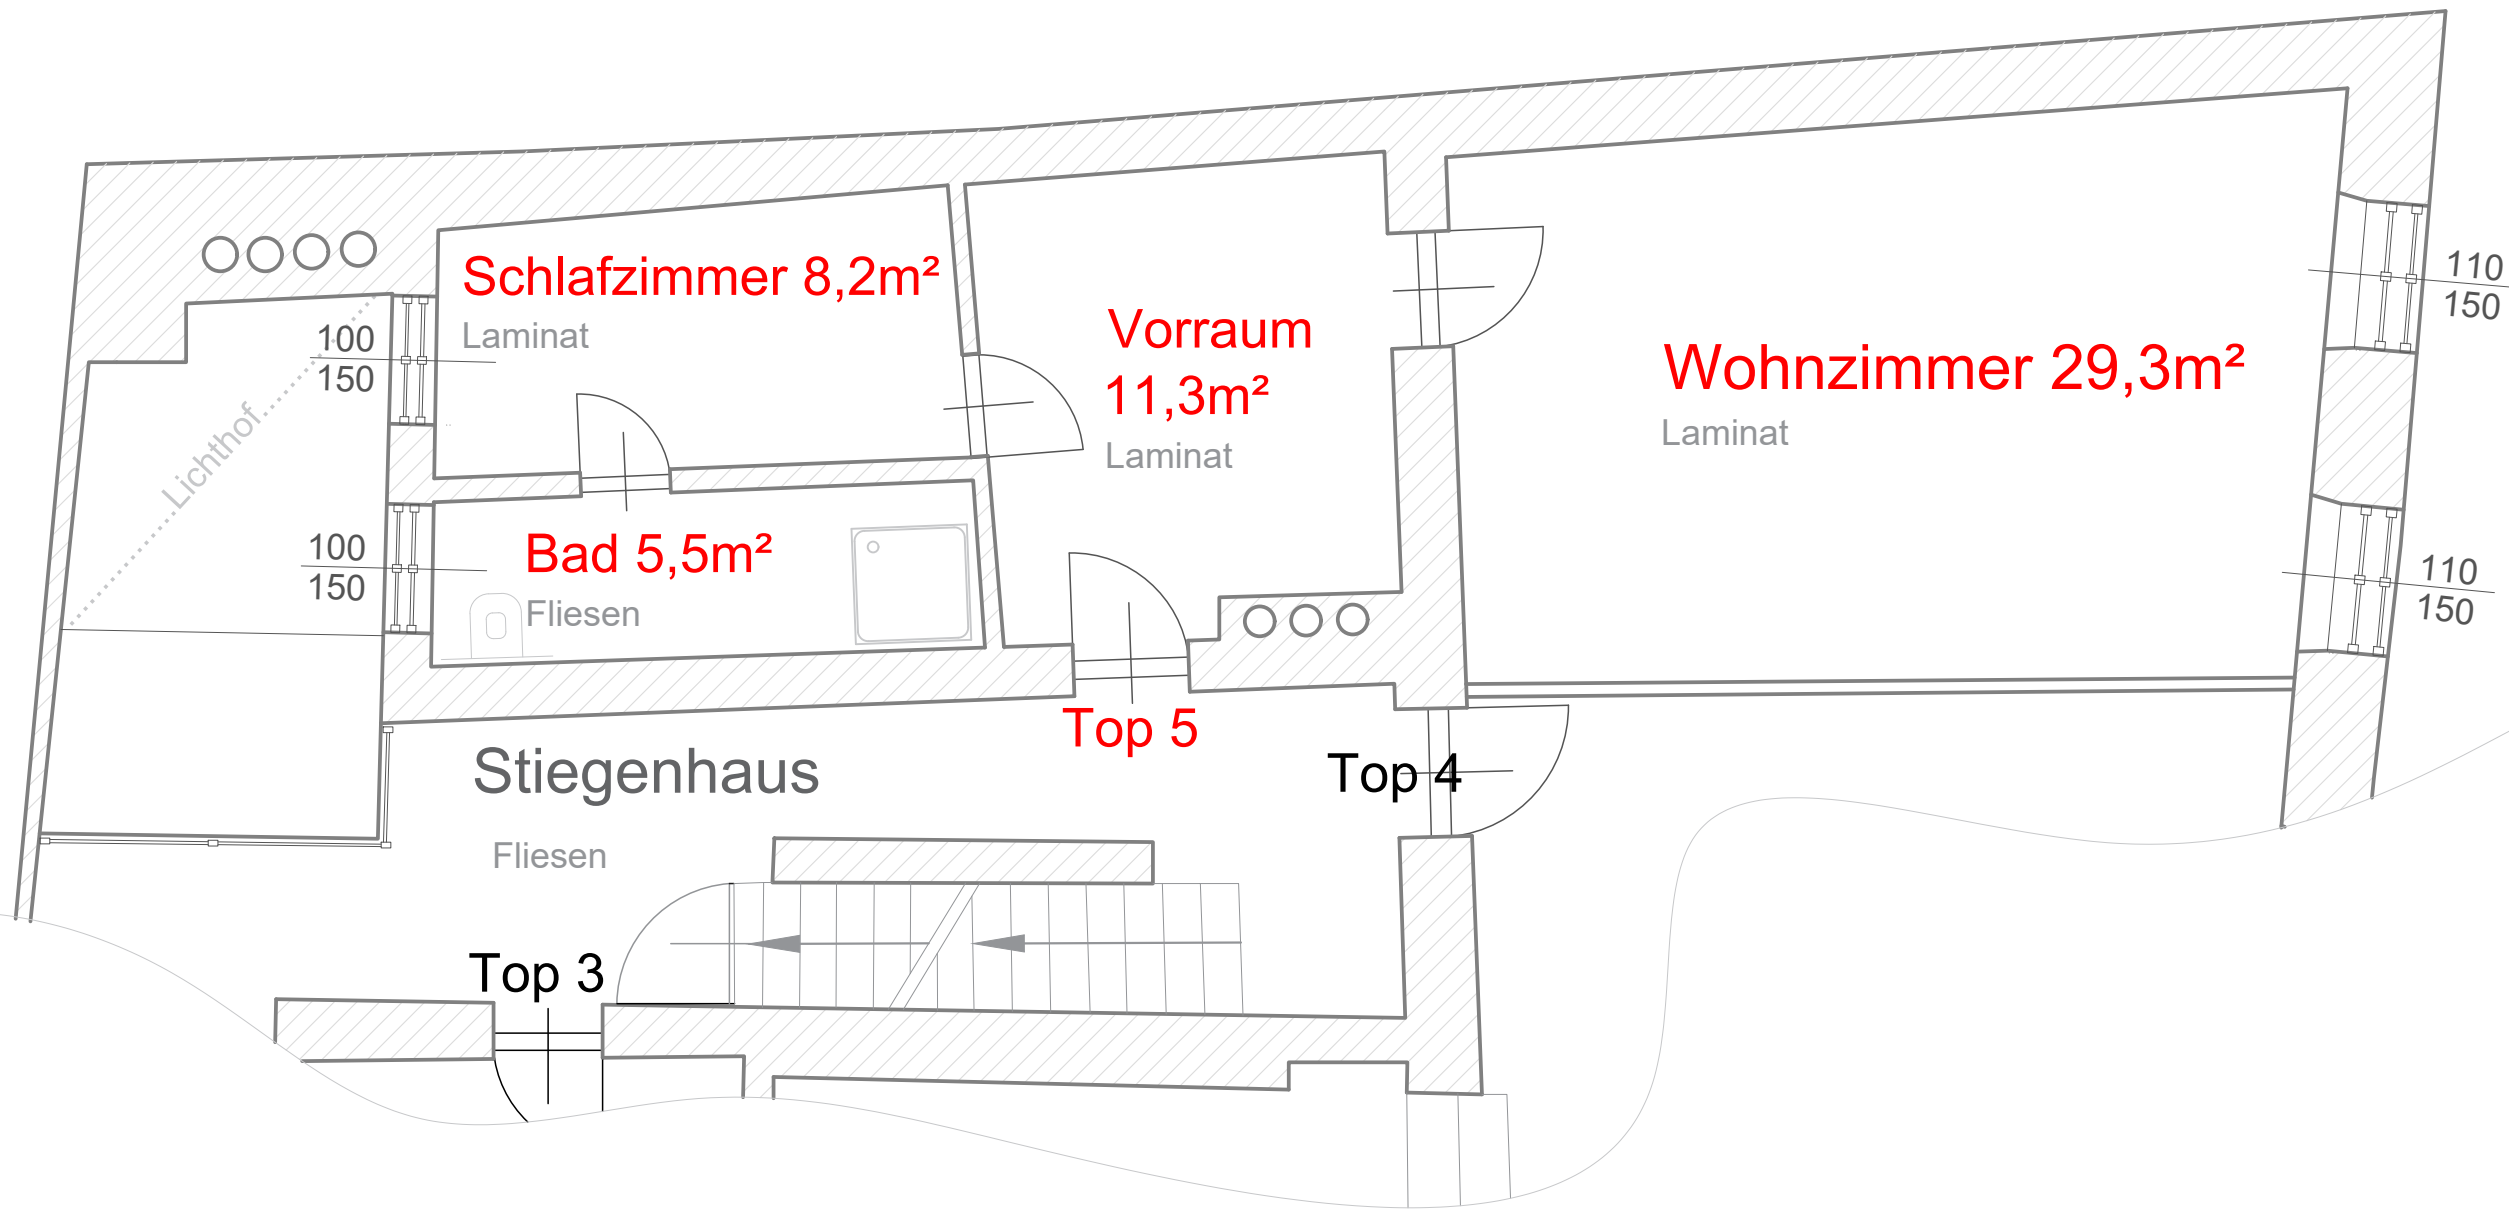 Schlafzimmer 8,2m²
Laminat
100
150
Lichthof
Vorraum
11,3m²
Laminat
Wohnzimmer 29,3m²
Laminat
110
150
Bad 5,5m²
Fliesen
100
150
110
150
Top 5
Stiegenhaus
Top 4
Fliesen
Top 3